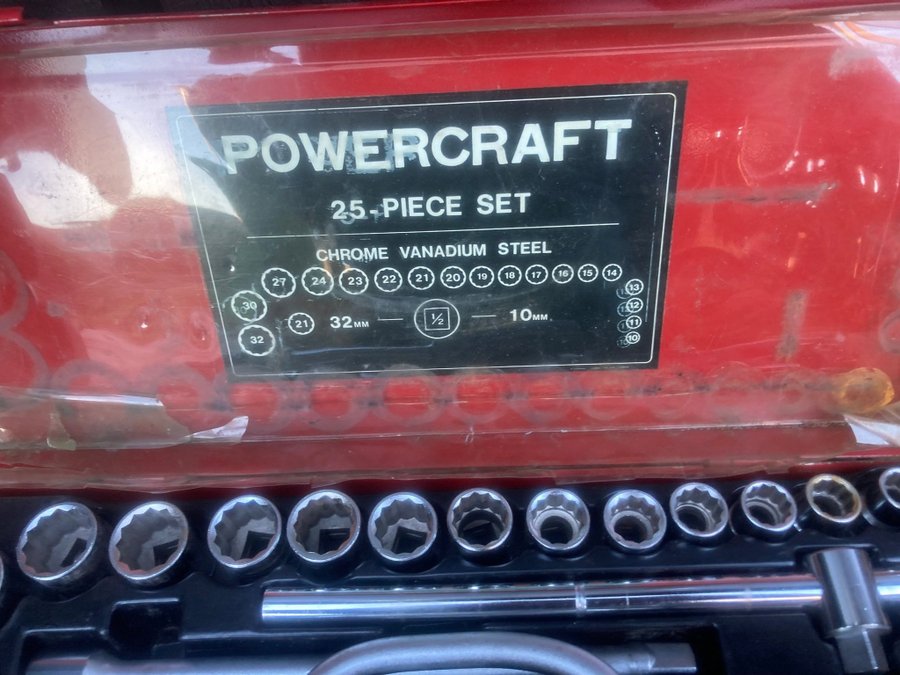 POWERCRAFT
25-PIECE SET
CHROME VANADIUM STEEL
27 24 23 22 21 20 19 18 17 16 15 14
30 13
12
21 32MM 1/2 10MM 11
32 10